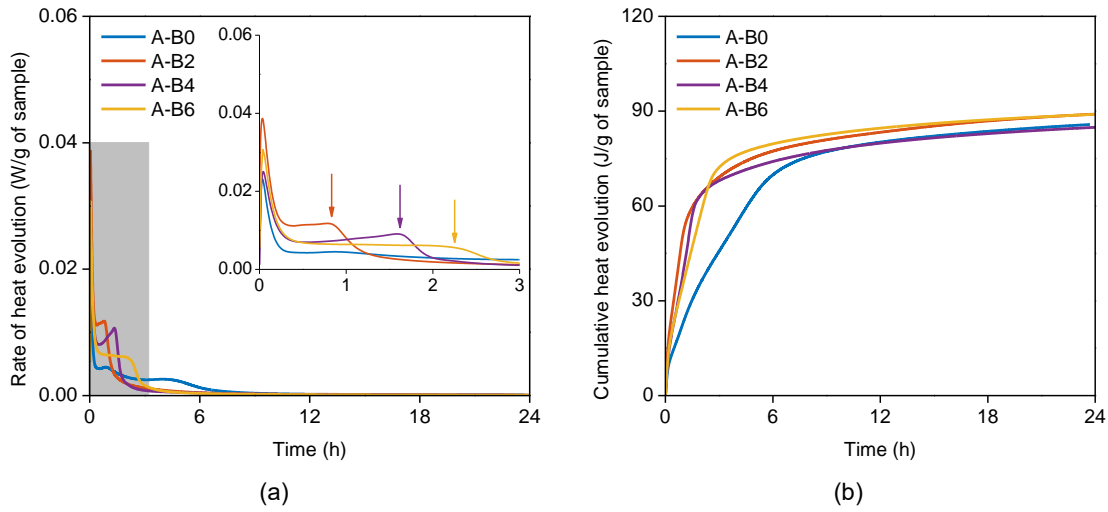 0.06
0.04
0.02
0.00
Rate of heat evolution (W/g of sample)
A-B0
A-B2
A-B4
A-B6
0.06
0.04
0.02
0.00
0 1 2 3
0 6 12 18 24
Time (h)
(a)
120
90
60
30
0
Cumulative heat evolution (J/g of sample)
A-B0
A-B2
A-B4
A-B6
0 6 12 18 24
Time (h)
(b)